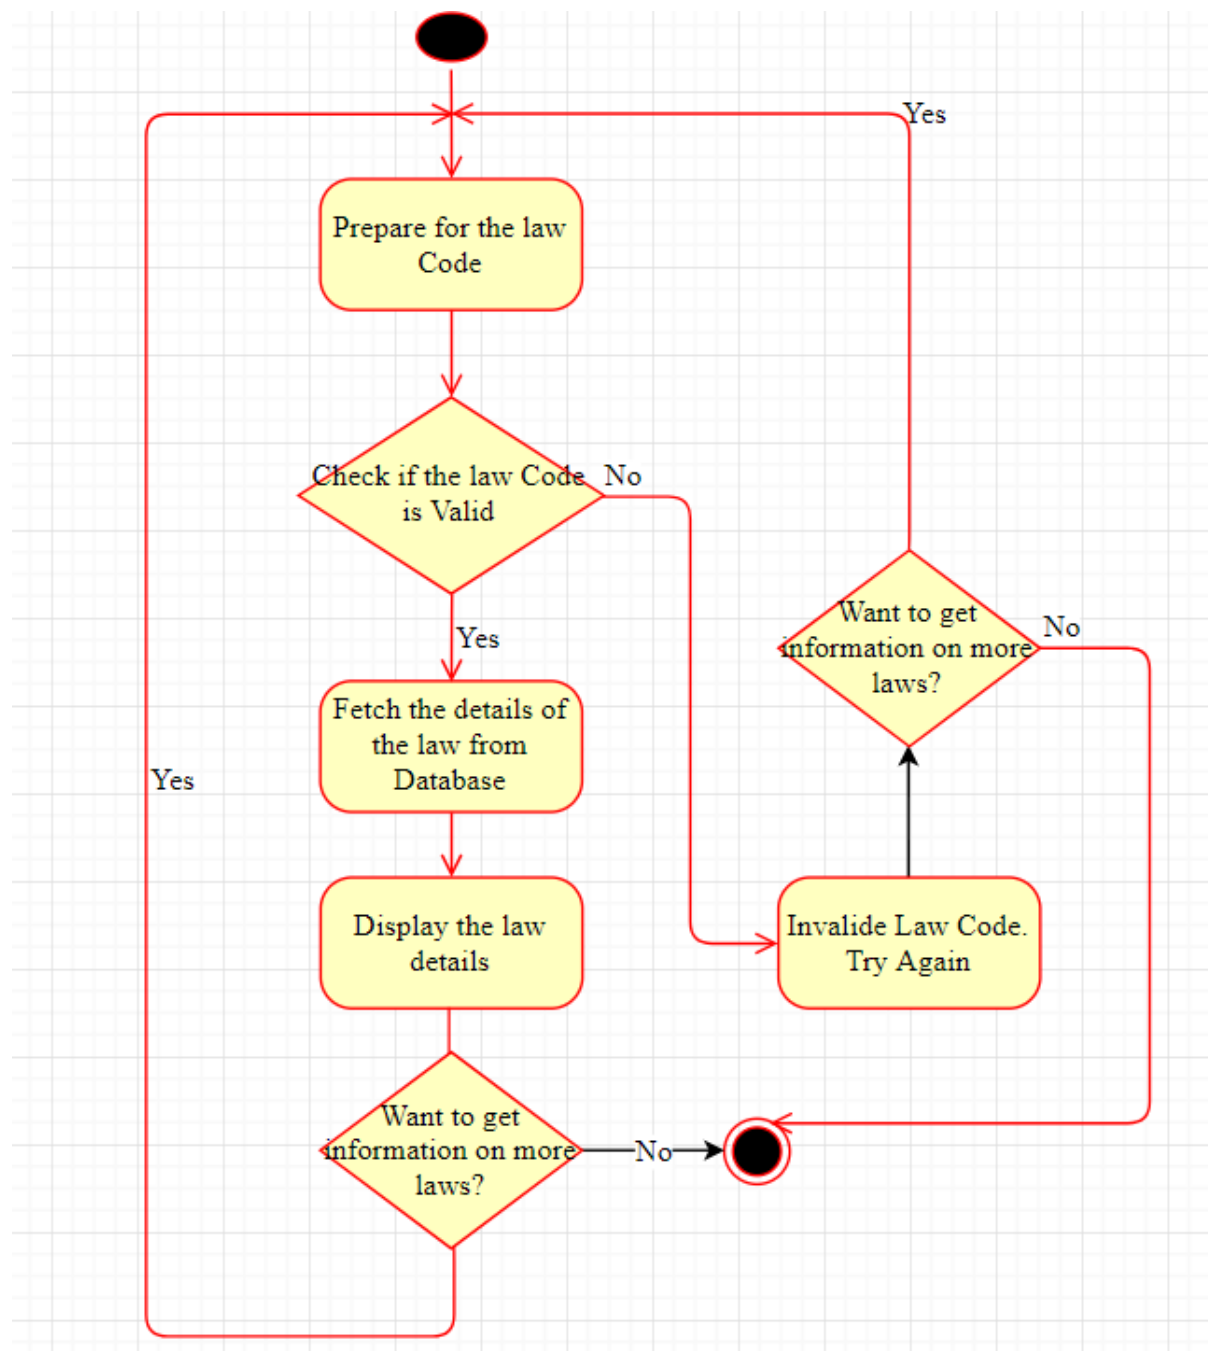 Yes
Prepare for the law
Code
Check if the law Code
is Valid
No
Want to get
information on more
laws?
No
Yes
Fetch the details of
the law from
Database
Yes
Display the law
details
Invalide Law Code.
Try Again
Want to get
information on more
laws?
No